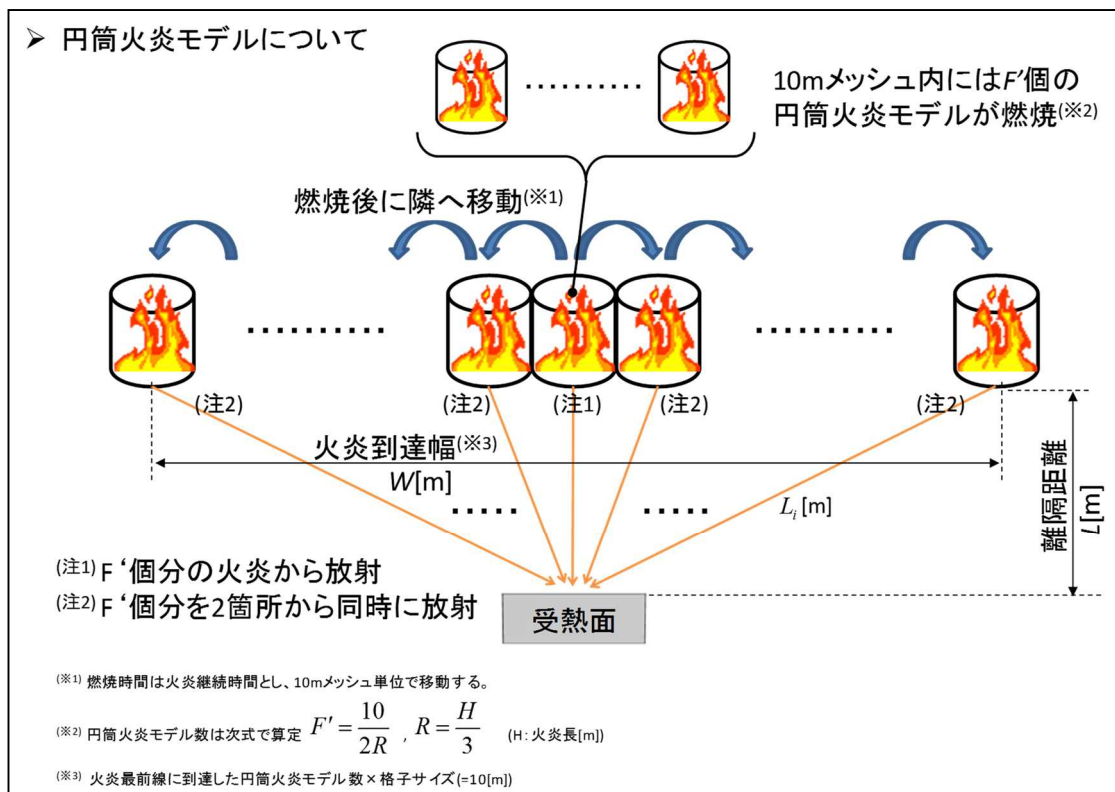 ➢ 円筒火炎モデルについて
10mメッシュ内にはF'個の
円筒火炎モデルが燃焼(※2)
燃焼後に隣へ移動(※1)
(注2) (注2) (注1) (注2) (注2)
火炎到達幅(※3)
W[m]
L_i [m]
離隔距離
L[m]
(注1) F‘個分の火炎から放射
(注2) F‘個分を2箇所から同時に放射
受熱面
(※1) 燃焼時間は火炎継続時間とし、10mメッシュ単位で移動する。
(※2) 円筒火炎モデル数は次式で算定 F' = 10/2R , R = H/3 (H:火炎長[m])
(※3) 火炎最前線に到達した円筒火炎モデル数×格子サイズ(=10[m])